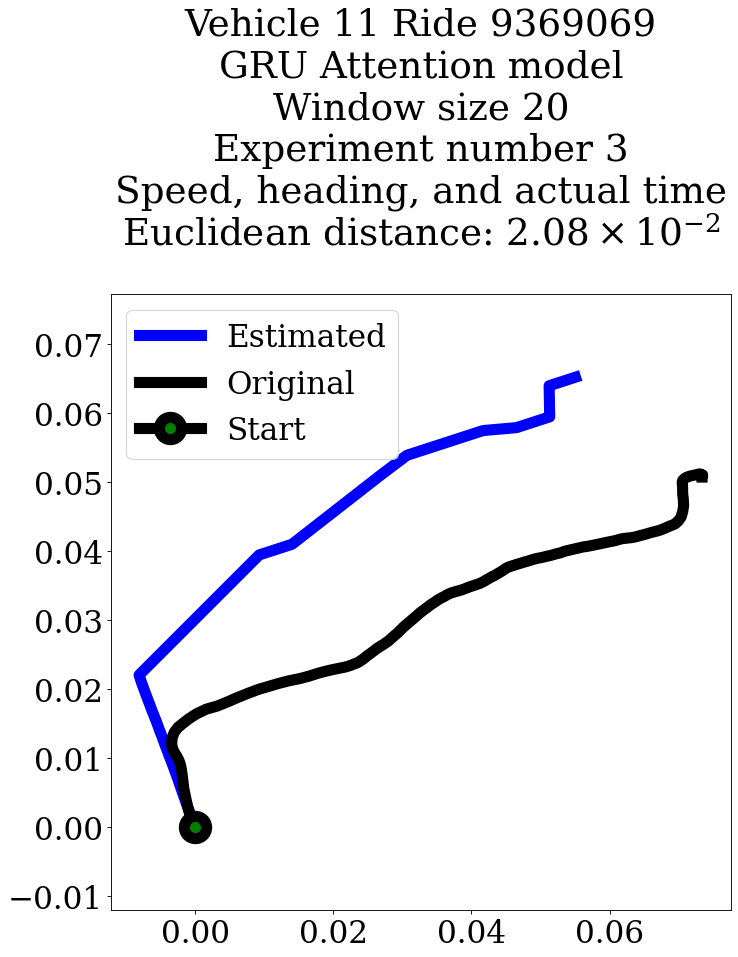 Vehicle 11 Ride 9369069
GRU Attention model
Window size 20
Experiment number 3
Speed, heading, and actual time
Euclidean distance: 2.08 × 10⁻²
Estimated
Original
Start
0.07
0.06
0.05
0.04
0.03
0.02
0.01
0.00
−0.01
0.00 0.02 0.04 0.06